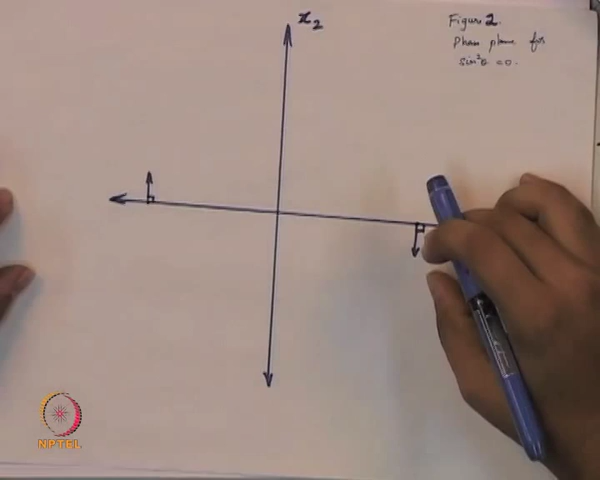 x₂
Figure 2.
Phase plane for
sin²θ = 0.
NPTEL